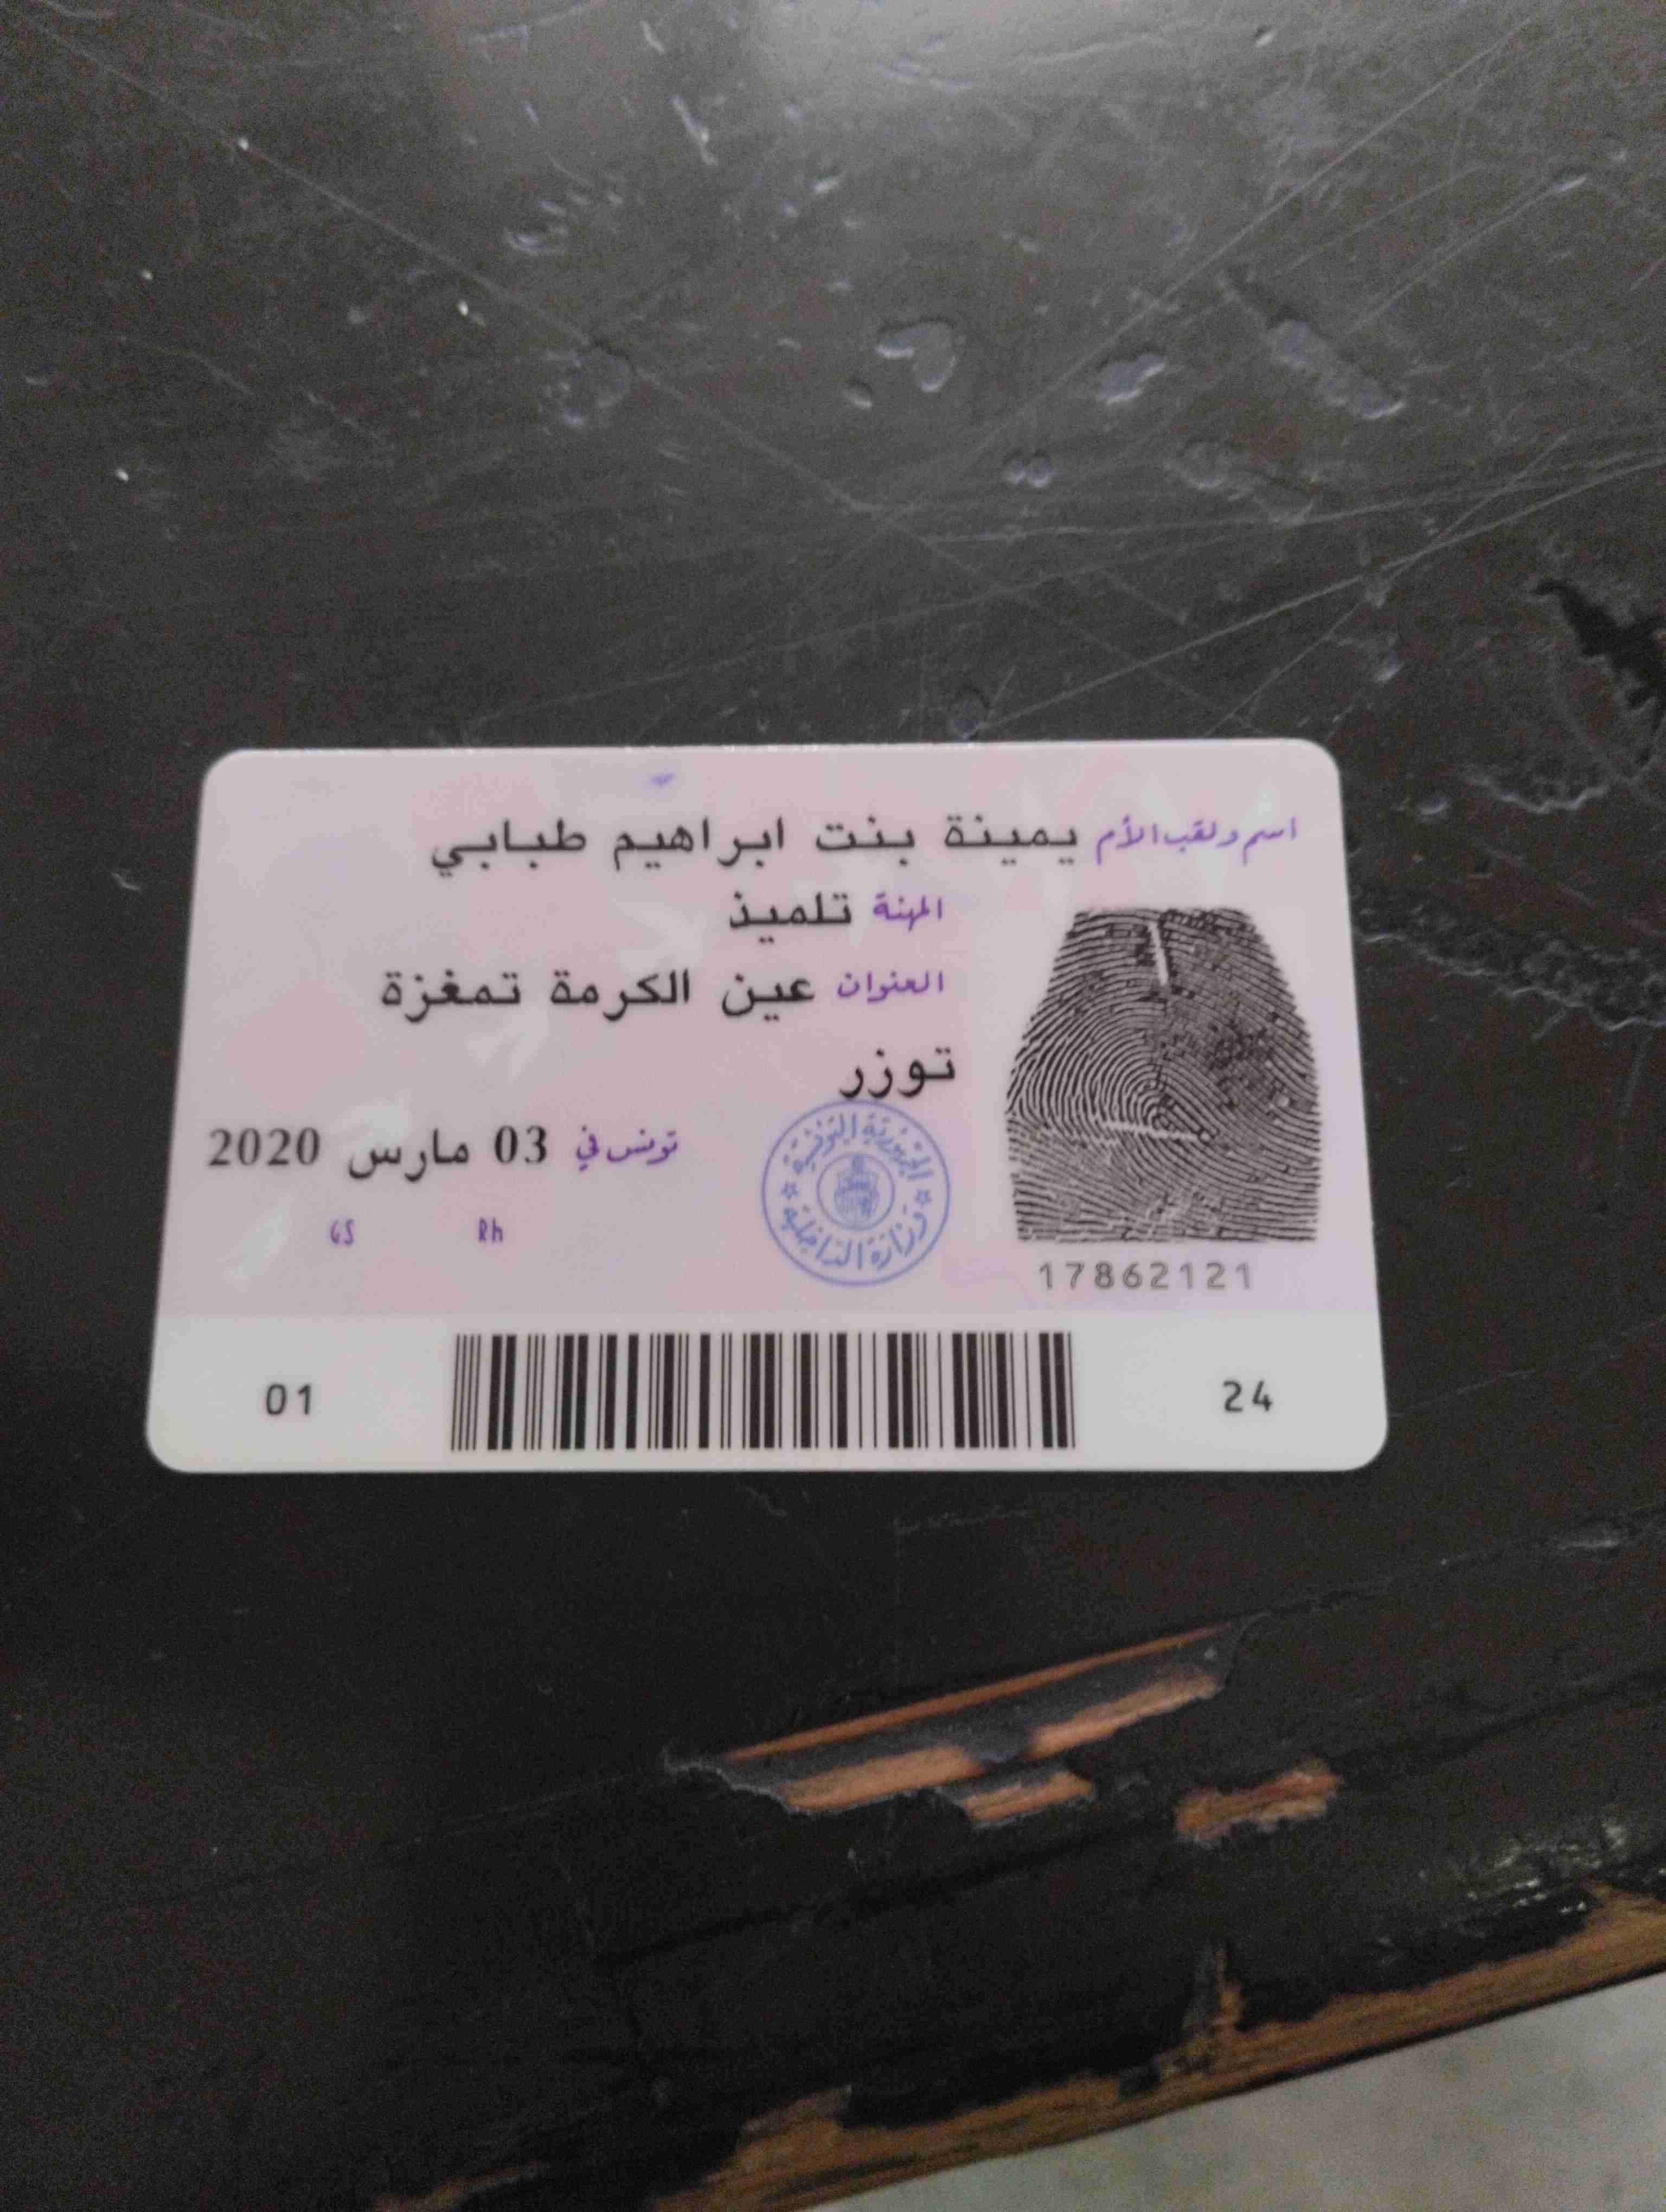 اسم ولقب الأم يمينة بنت ابراهيم طبابي
المهنة تلميذ
العنوان عين الكرمة تمغزة
توزر
تونس في 03 مارس 2020
الجمهورية التونسية
وزارة الداخلية
GS Rh
17862121
01 24